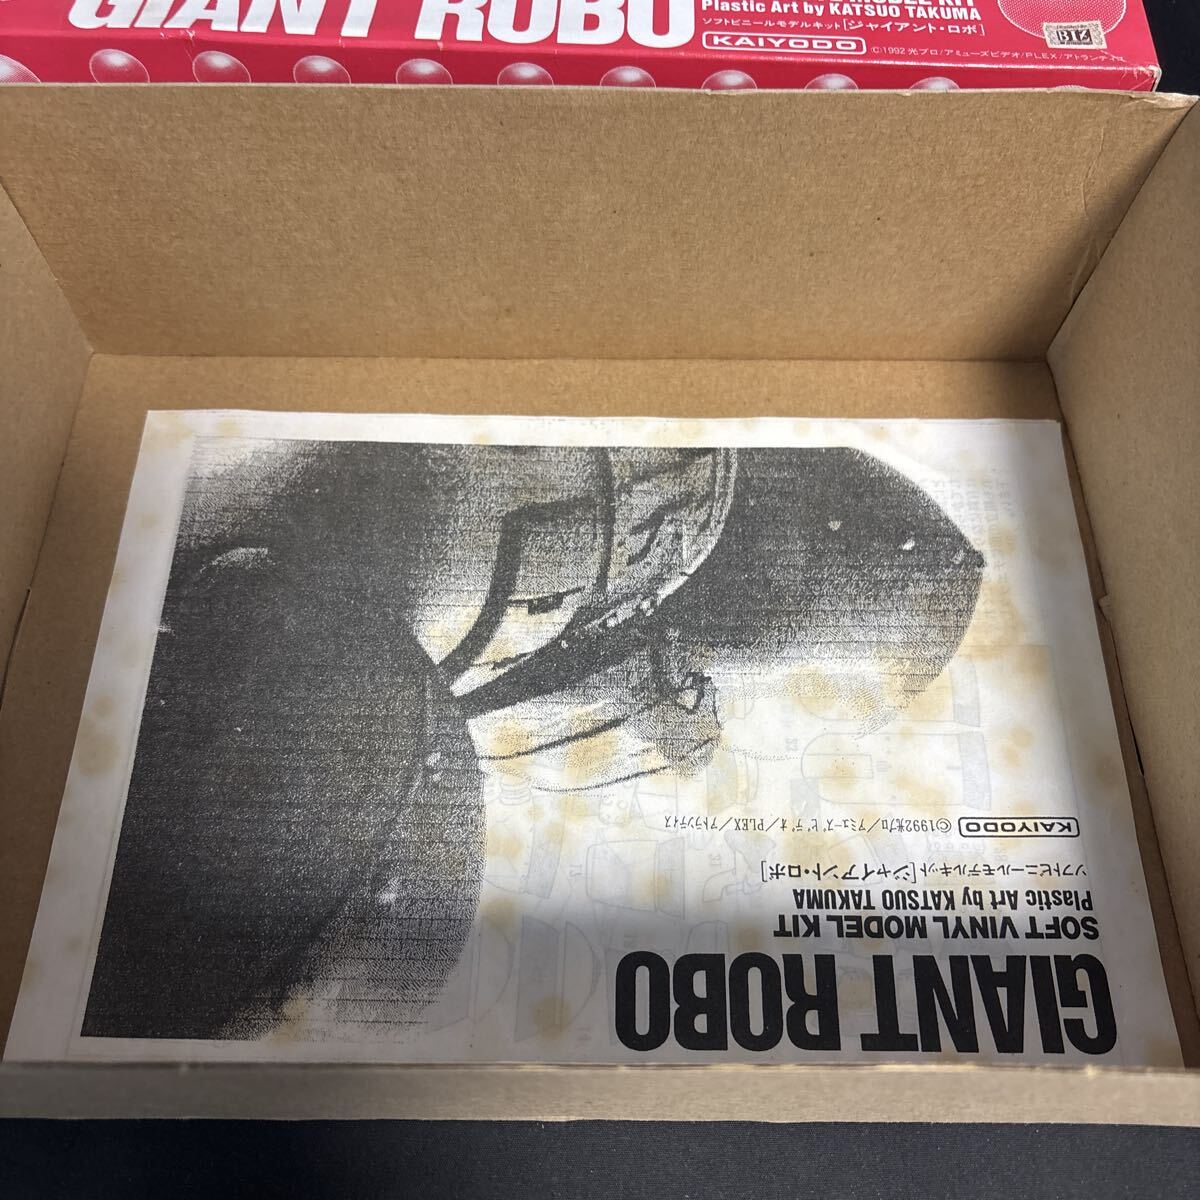 GIANT ROBO
MODEL KIT
Plastic Art by KATSUO TAKUMA
ソフトビニールモデルキット[ジャイアント・ロボ]
KAIYODO
©1992 光プロ/アミューズビデオ/PLEX/アトランティス
GIANT ROBO
SOFT VINYL MODEL KIT
Plastic Art by KATSUO TAKUMA
ソフトビニールモデルキット[ジャイアント・ロボ]
KAIYODO ©1992光プロ/アミューズビデオ/PLEX/アトランティス